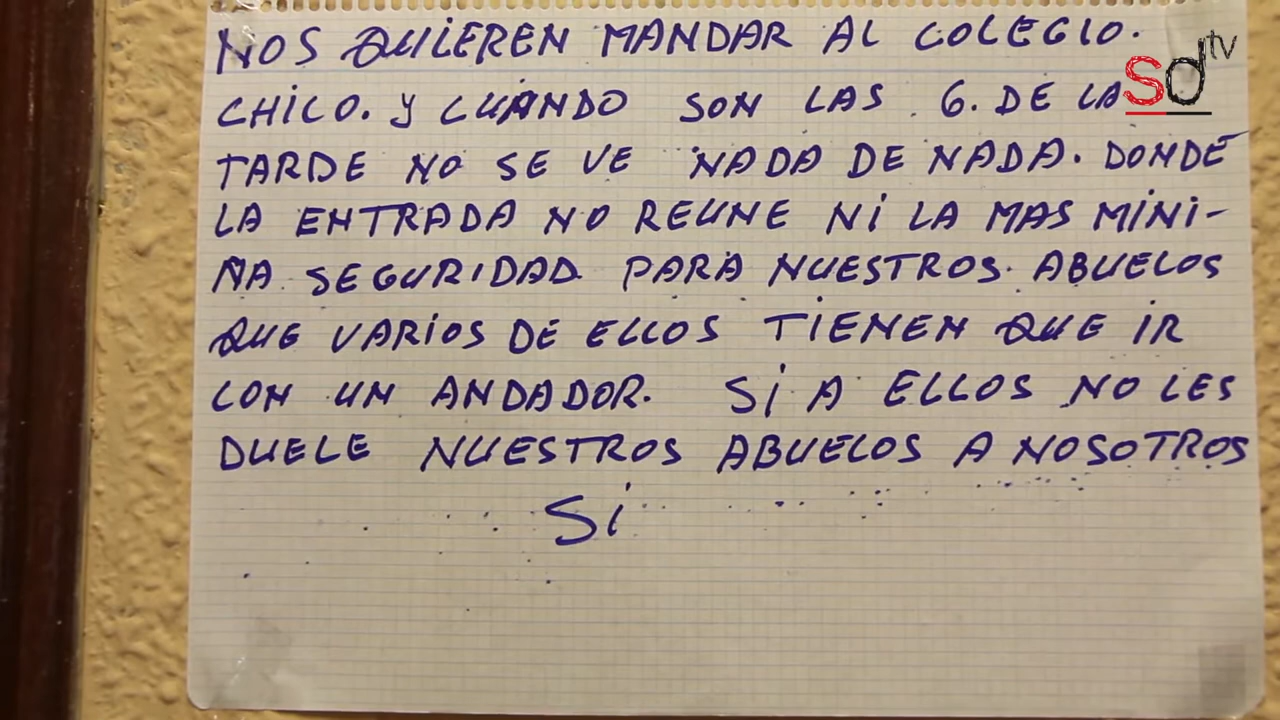 NOS QUIEREN MANDAR AL COLEGIO.
CHICO. Y CUANDO SON LAS 6. DE LA
TARDE NO SE VE NADA DE NADA. DONDE
LA ENTRADA NO REUNE NI LA MAS MINI-
MA SEGURIDAD PARA NUESTROS. ABUELOS
QUE VARIOS DE ELLOS TIENEN QUE IR
CON UN ANDADOR. SI A ELLOS NO LES
DUELE NUESTROS ABUELOS A NOSOTROS
SI
sd tv